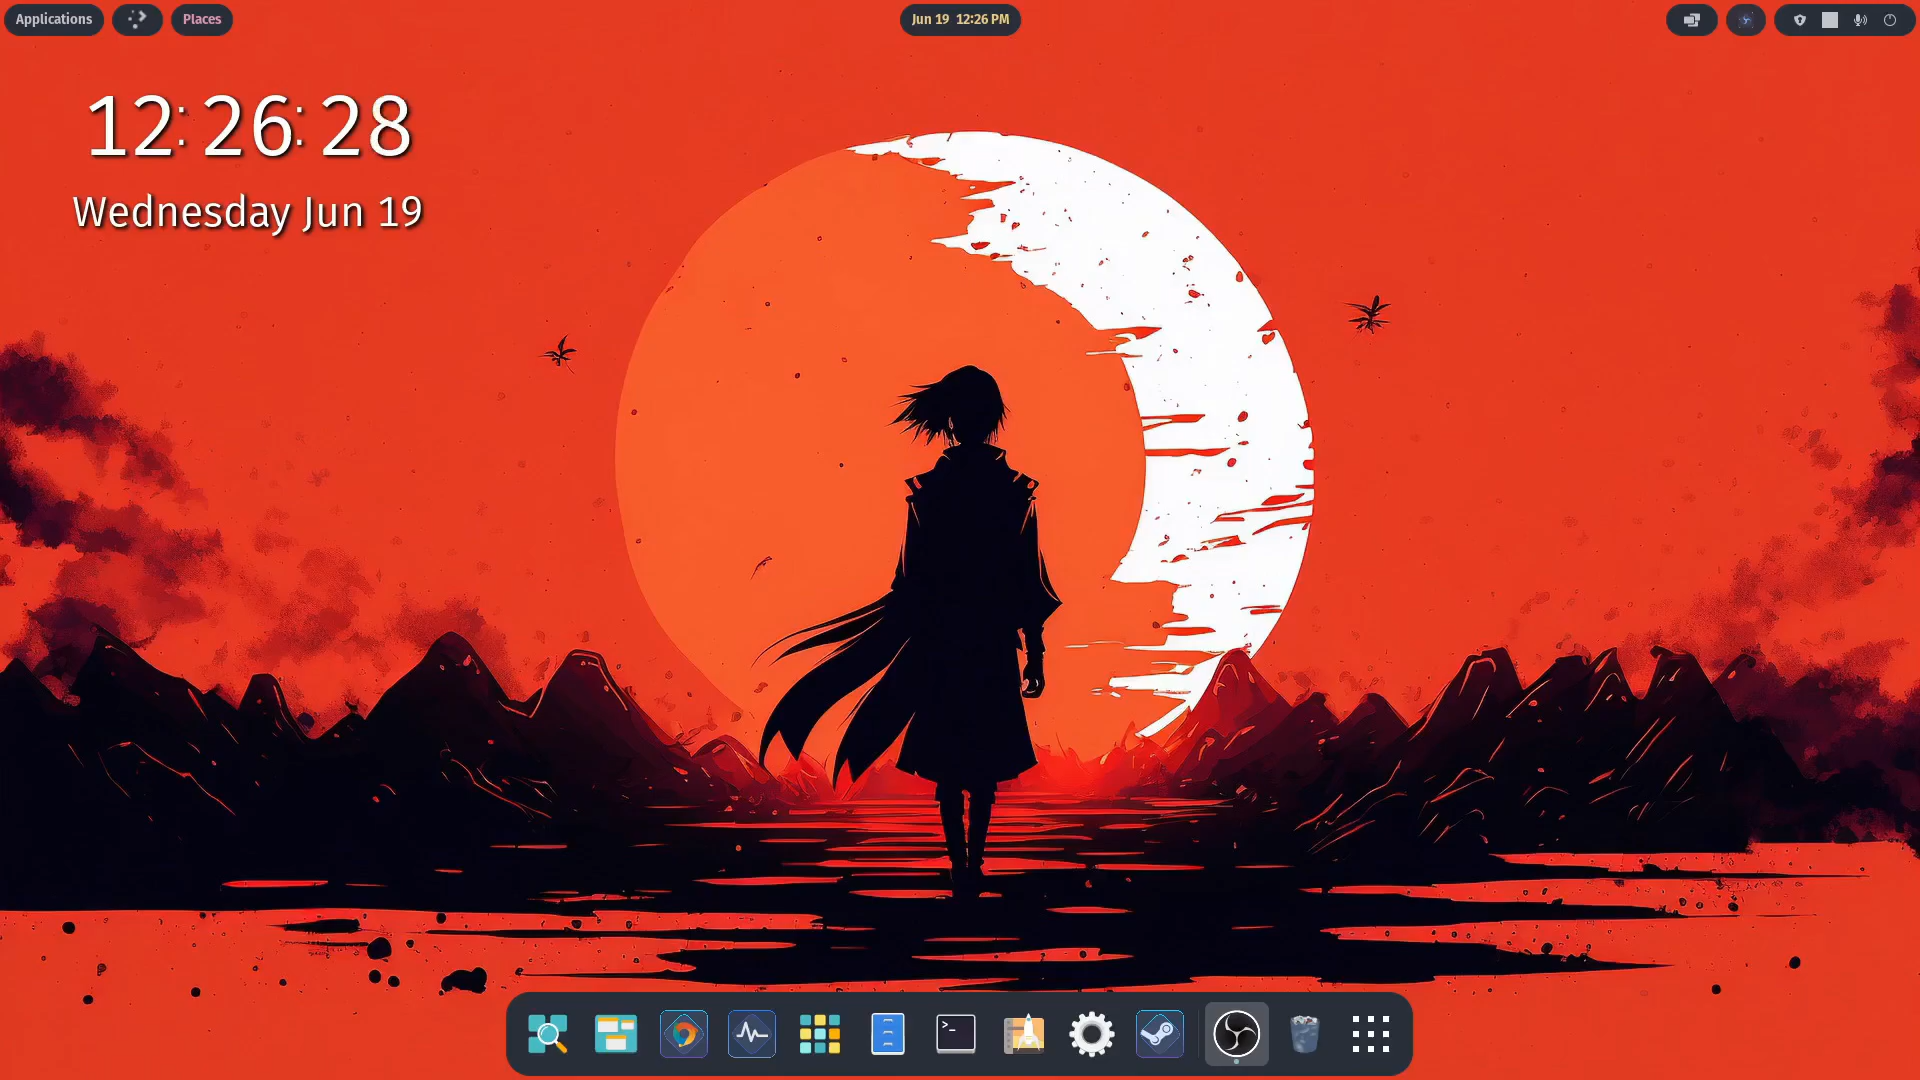 Applications
Places
Jun 19 12:26 PM
12:26:28
Wednesday Jun 19
>_